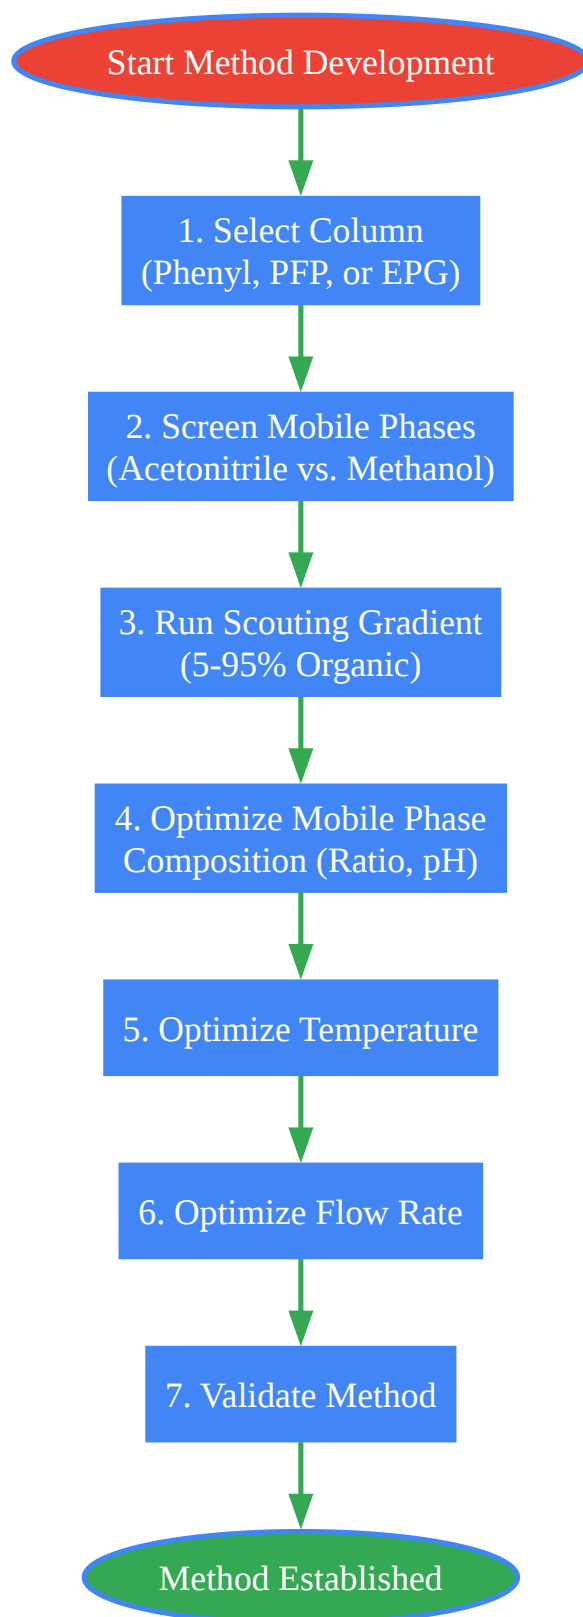 Start Method Development
1. Select Column
(Phenyl, PFP, or EPG)
2. Screen Mobile Phases
(Acetonitrile vs. Methanol)
3. Run Scouting Gradient
(5-95% Organic)
4. Optimize Mobile Phase
Composition (Ratio, pH)
5. Optimize Temperature
6. Optimize Flow Rate
7. Validate Method
Method Established